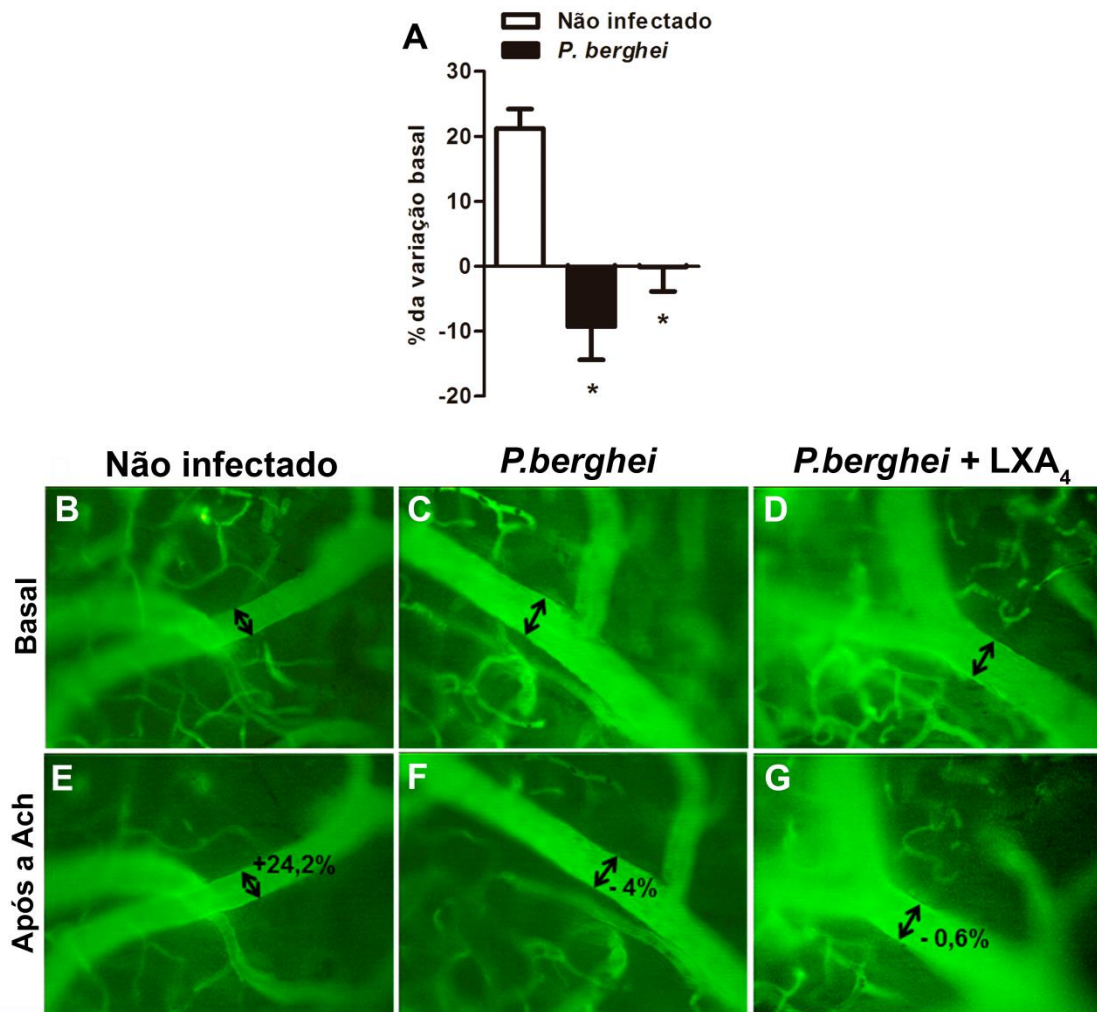 A
Não infectado
P. berghei
% da variação basal
30
20
10
0
-10
-20
*
*
Não infectado
P.berghei
P.berghei + LXA4
Basal
B
C
D
Após a Ach
E
+24,2%
F
- 4%
G
- 0,6%